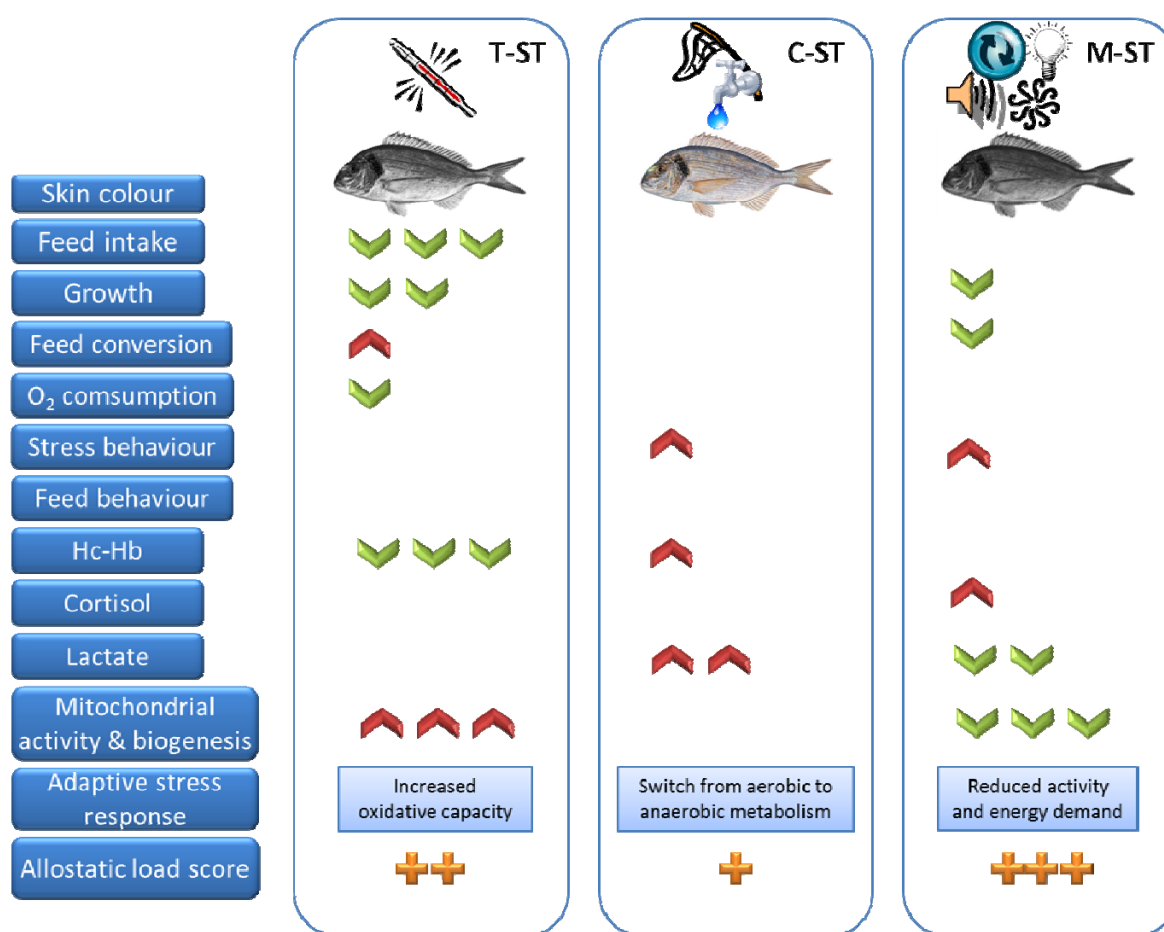 T-ST
C-ST
M-ST
Skin colour
Feed intake
Growth
Feed conversion
O₂ comsumption
Stress behaviour
Feed behaviour
Hc-Hb
Cortisol
Lactate
Mitochondrial
activity & biogenesis
Adaptive stress
response
Increased
oxidative capacity
Switch from aerobic to
anaerobic metabolism
Reduced activity
and energy demand
Allostatic load score